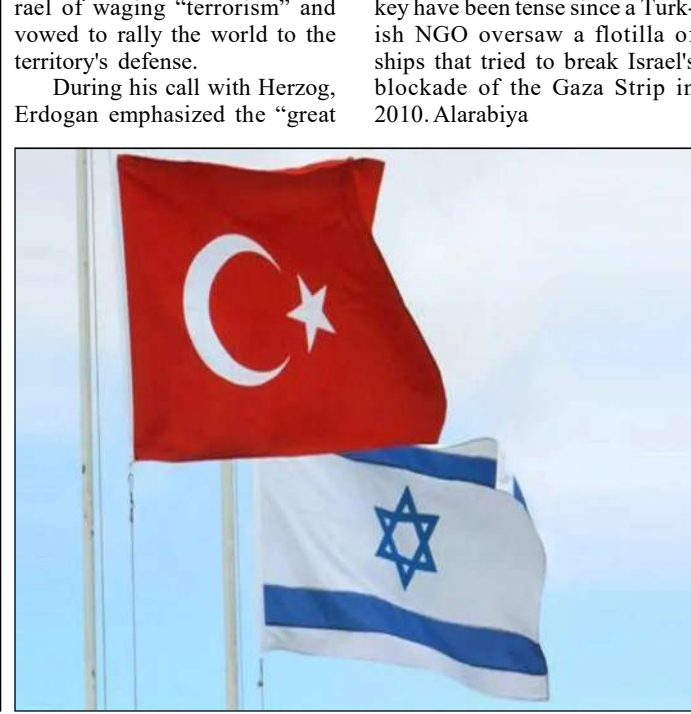 rael of waging “terrorism” and
vowed to rally the world to the
territory's defense.
During his call with Herzog,
Erdogan emphasized the “great
key have been tense since a Turk-
ish NGO oversaw a flotilla of
ships that tried to break Israel's
blockade of the Gaza Strip in
2010. Alarabiya